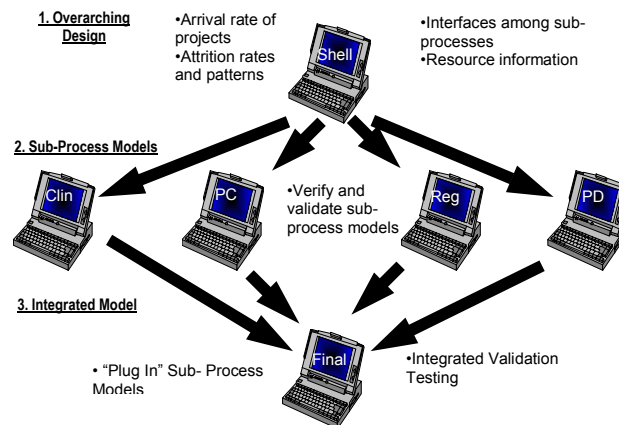 1. Overarching
Design
•Arrival rate of
projects
•Attrition rates
and patterns
Shell
•Interfaces among sub-
processes
•Resource information
2. Sub-Process Models
Clin
PC
•Verify and
validate sub-
process models
Reg
PD
3. Integrated Model
• “Plug In” Sub- Process
Models
Final
•Integrated Validation
Testing